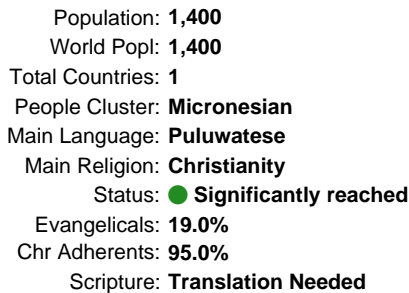 Population: 1,400
World Popl: 1,400
Total Countries: 1
People Cluster: Micronesian
Main Language: Puluwatese
Main Religion: Christianity
Status: Significantly reached
Evangelicals: 19.0%
Chr Adherents: 95.0%
Scripture: Translation Needed